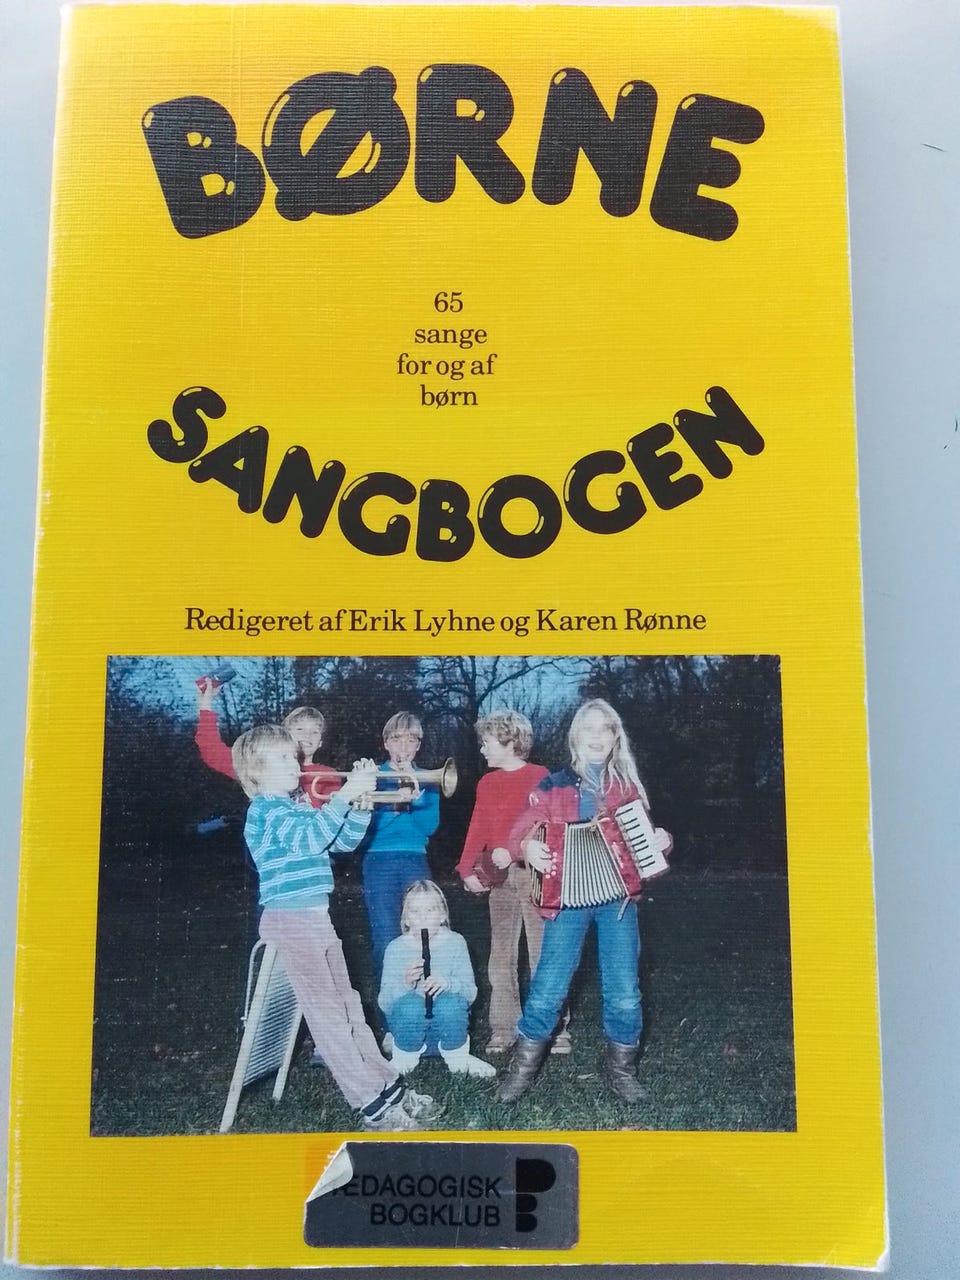 BØRNE
65
sange
for og af
børn
SANGBOGEN
Redigeret af Erik Lyhne og Karen Rønne
BOGKLUB